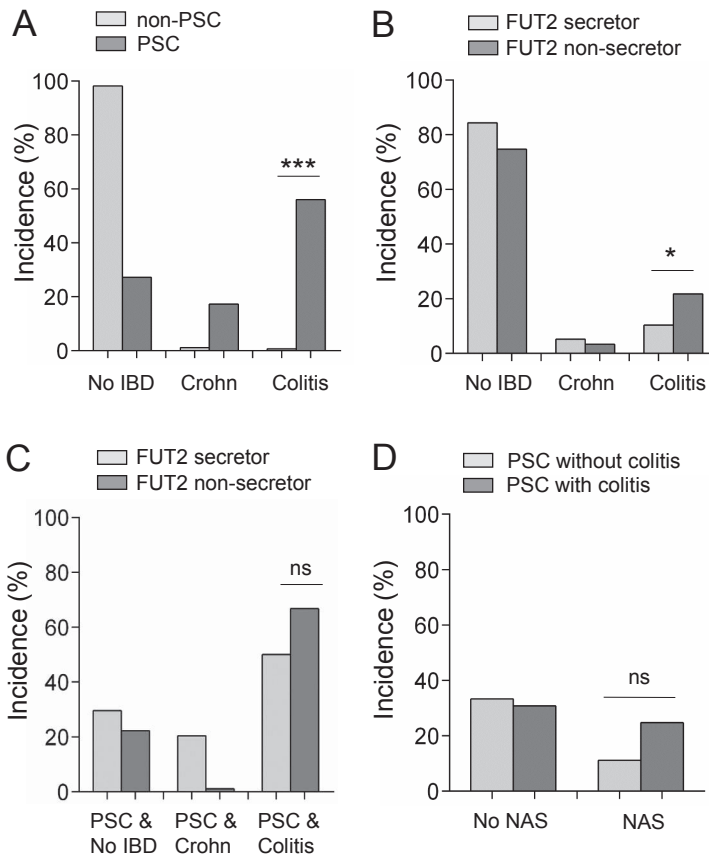 A
non-PSC
PSC
Incidence (%)
100
80
60
40
20
0
***
No IBD
Crohn
Colitis
B
FUT2 secretor
FUT2 non-secretor
Incidence (%)
100
80
60
40
20
0
*
No IBD
Crohn
Colitis
C
FUT2 secretor
FUT2 non-secretor
Incidence (%)
100
80
60
40
20
0
ns
PSC &
No IBD
PSC &
Crohn
PSC &
Colitis
D
PSC without colitis
PSC with colitis
Incidence (%)
100
80
60
40
20
0
ns
No NAS
NAS